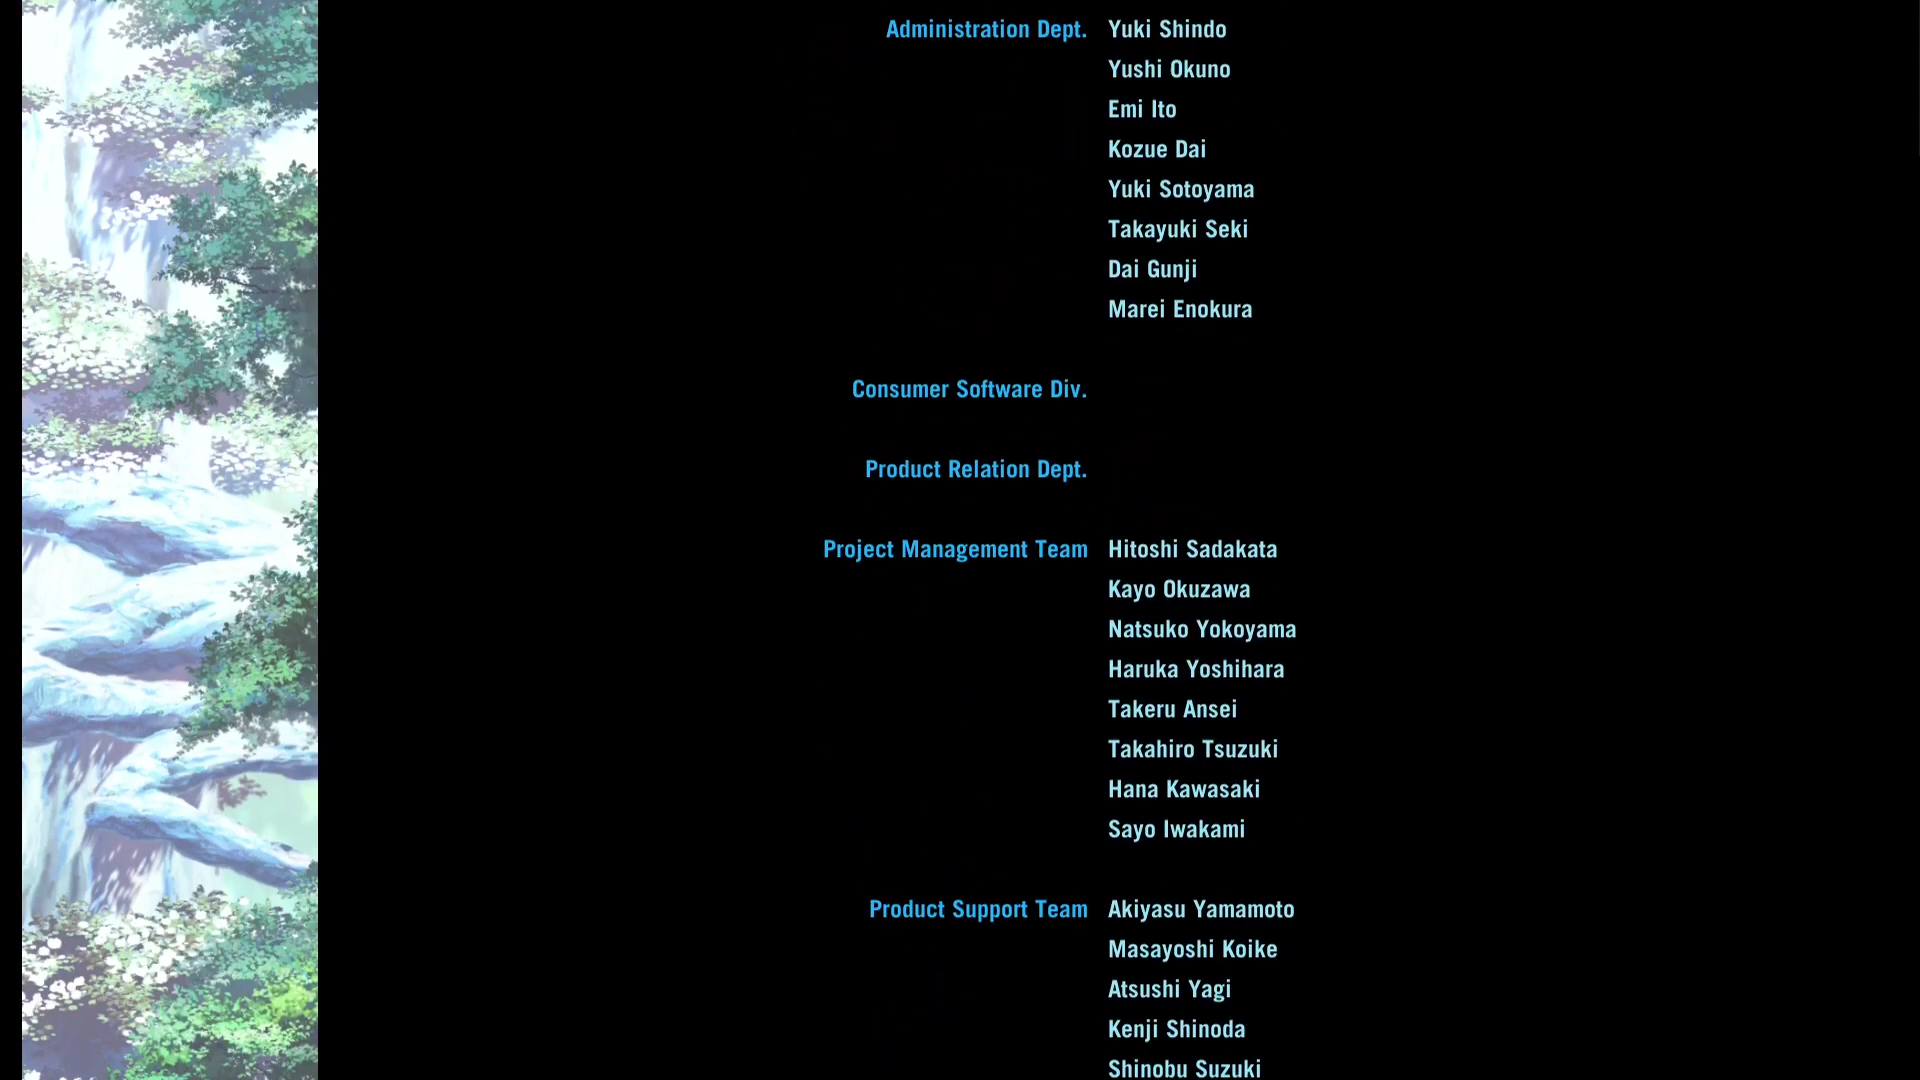 Administration Dept. Yuki Shindo
Yushi Okuno
Emi Ito
Kozue Dai
Yuki Sotoyama
Takayuki Seki
Dai Gunji
Marei Enokura
Consumer Software Div.
Product Relation Dept.
Project Management Team Hitoshi Sadakata
Kayo Okuzawa
Natsuko Yokoyama
Haruka Yoshihara
Takeru Ansei
Takahiro Tsuzuki
Hana Kawasaki
Sayo Iwakami
Product Support Team Akiyasu Yamamoto
Masayoshi Koike
Atsushi Yagi
Kenji Shinoda
Shinobu Suzuki